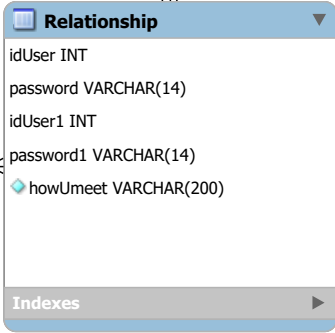 Relationship
idUser INT
password VARCHAR(14)
idUser1 INT
password1 VARCHAR(14)
howUmeet VARCHAR(200)
Indexes